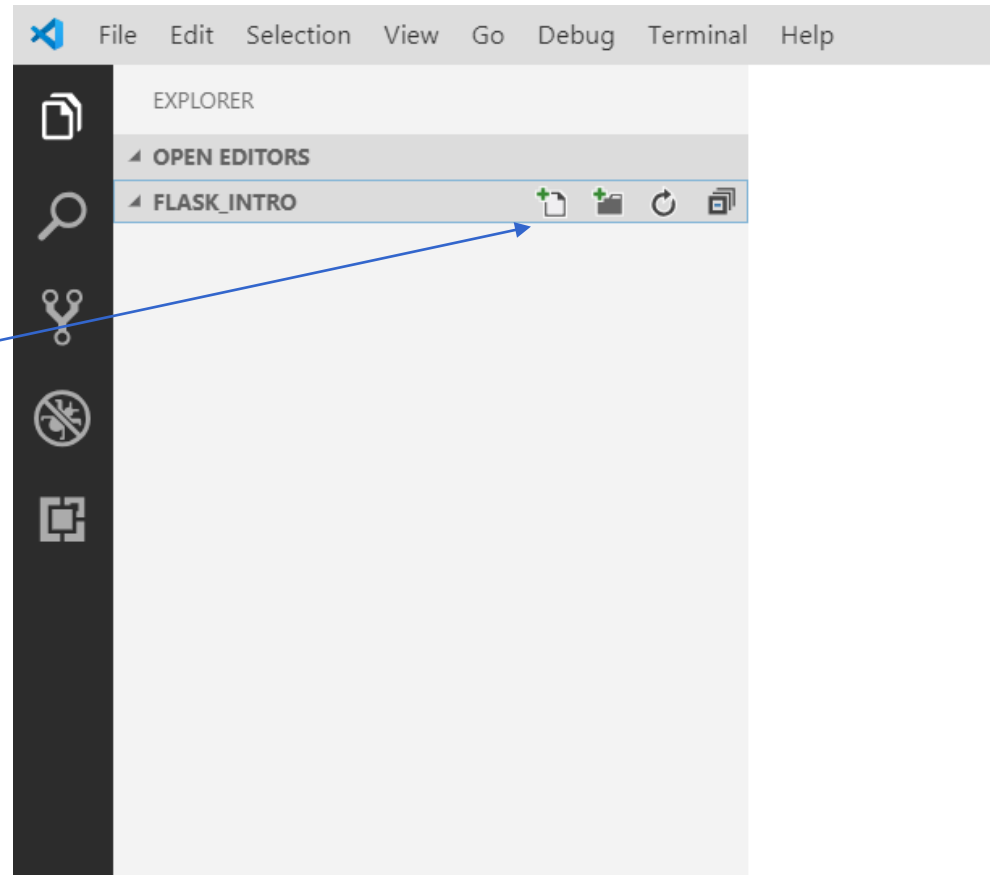 File Edit Selection View Go Debug Terminal Help
EXPLORER
OPEN EDITORS
FLASK_INTRO